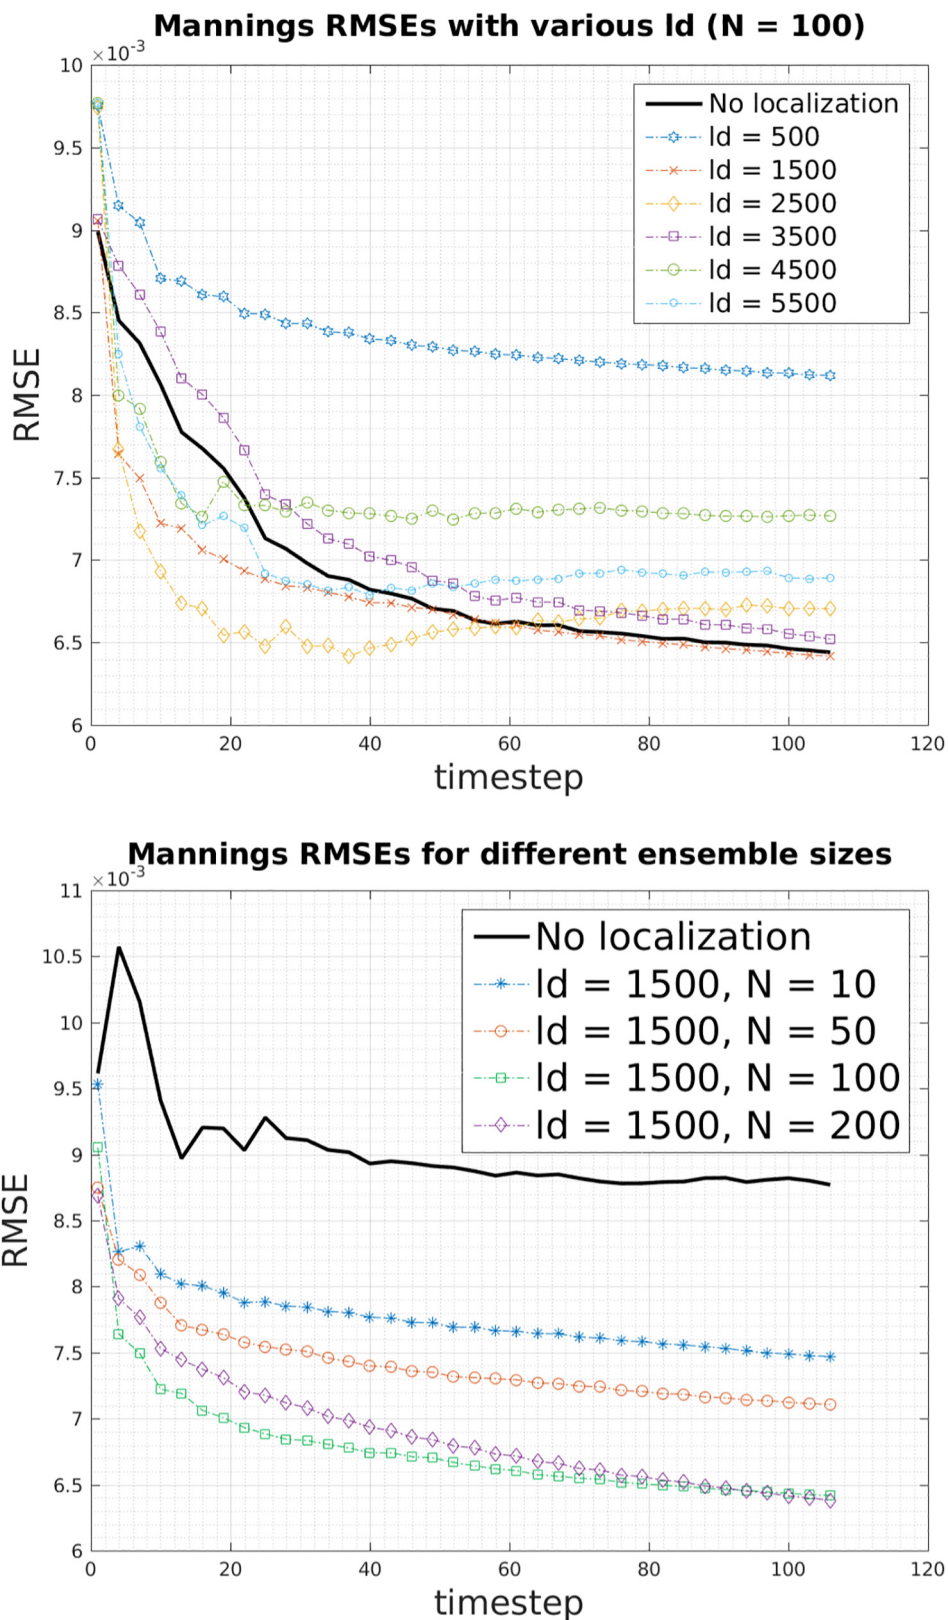 Mannings RMSEs with various ld (N = 100)
×10⁻³
10
9.5
9
8.5
8
7.5
7
6.5
6
RMSE
No localization
ld = 500
ld = 1500
ld = 2500
ld = 3500
ld = 4500
ld = 5500
0 20 40 60 80 100 120
timestep
Mannings RMSEs for different ensemble sizes
×10⁻³
11
10.5
10
9.5
9
8.5
8
7.5
7
6.5
6
RMSE
No localization
ld = 1500, N = 10
ld = 1500, N = 50
ld = 1500, N = 100
ld = 1500, N = 200
0 20 40 60 80 100 120
timestep